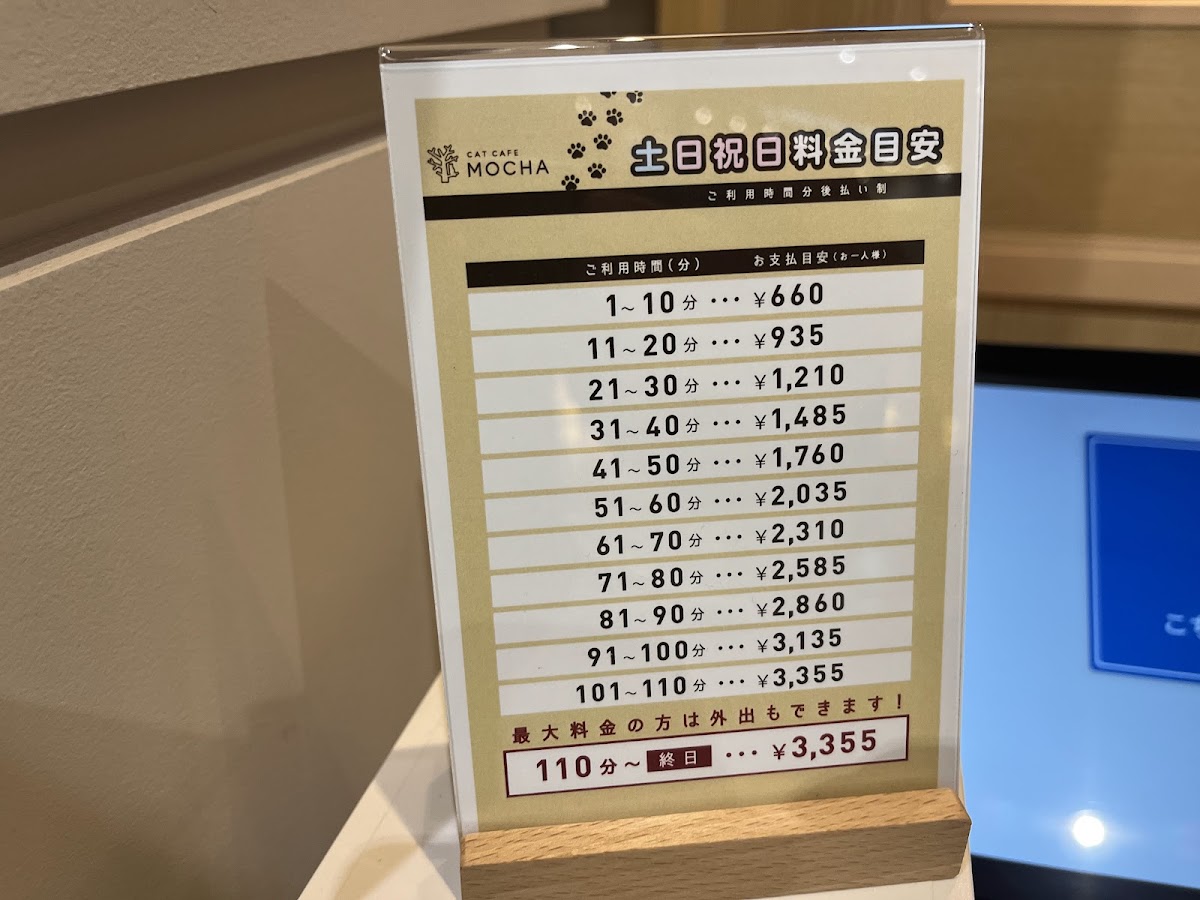 CAT CAFE
MOCHA
土日祝日料金目安
ご利用時間分後払い制
ご利用時間(分) お支払目安(お一人様)
1~10分・・・¥660
11~20分・・・¥935
21~30分・・・¥1,210
31~40分・・・¥1,485
41~50分・・・¥1,760
51~60分・・・¥2,035
61~70分・・・¥2,310
71~80分・・・¥2,585
81~90分・・・¥2,860
91~100分・・・¥3,135
101~110分・・・¥3,355
最大料金の方は外出もできます!
110分~終日・・・¥3,355